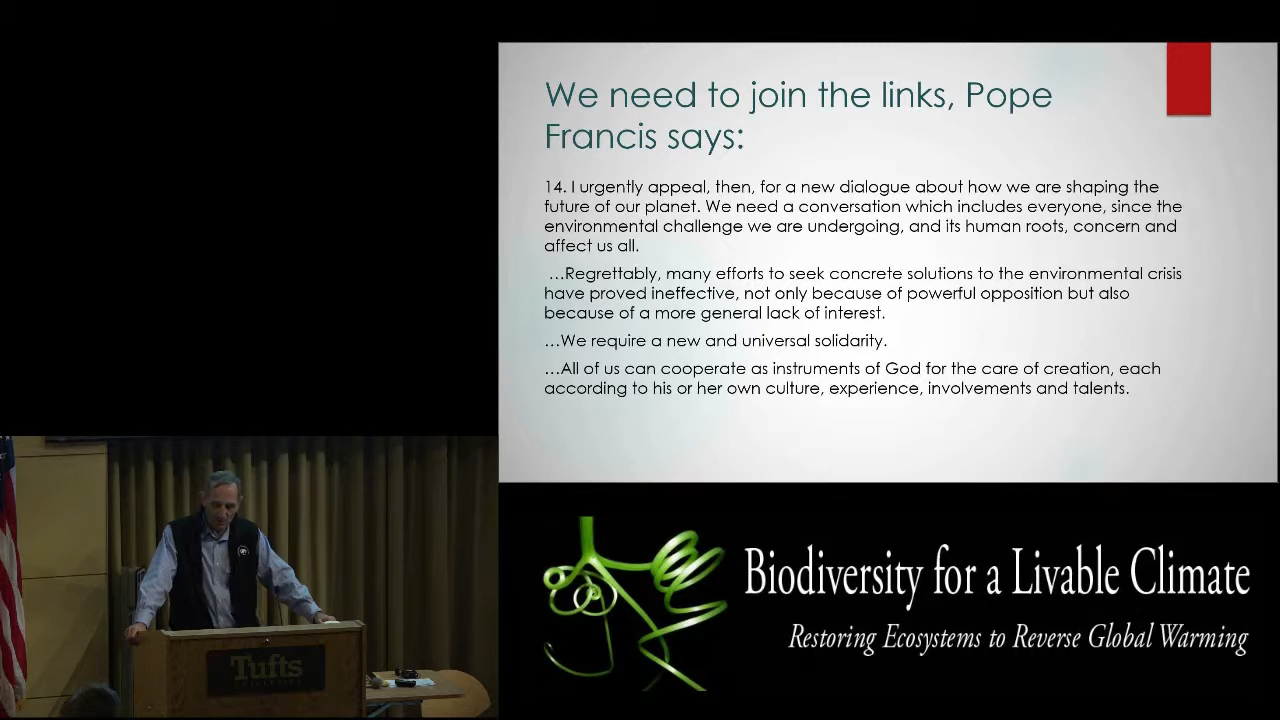 We need to join the links, Pope
Francis says:
14. I urgently appeal, then, for a new dialogue about how we are shaping the
future of our planet. We need a conversation which includes everyone, since the
environmental challenge we are undergoing, and its human roots, concern and
affect us all.
…Regrettably, many efforts to seek concrete solutions to the environmental crisis
have proved ineffective, not only because of powerful opposition but also
because of a more general lack of interest.
…We require a new and universal solidarity.
…All of us can cooperate as instruments of God for the care of creation, each
according to his or her own culture, experience, involvements and talents.
Tufts
UNIVERSITY
Biodiversity for a Livable Climate
Restoring Ecosystems to Reverse Global Warming